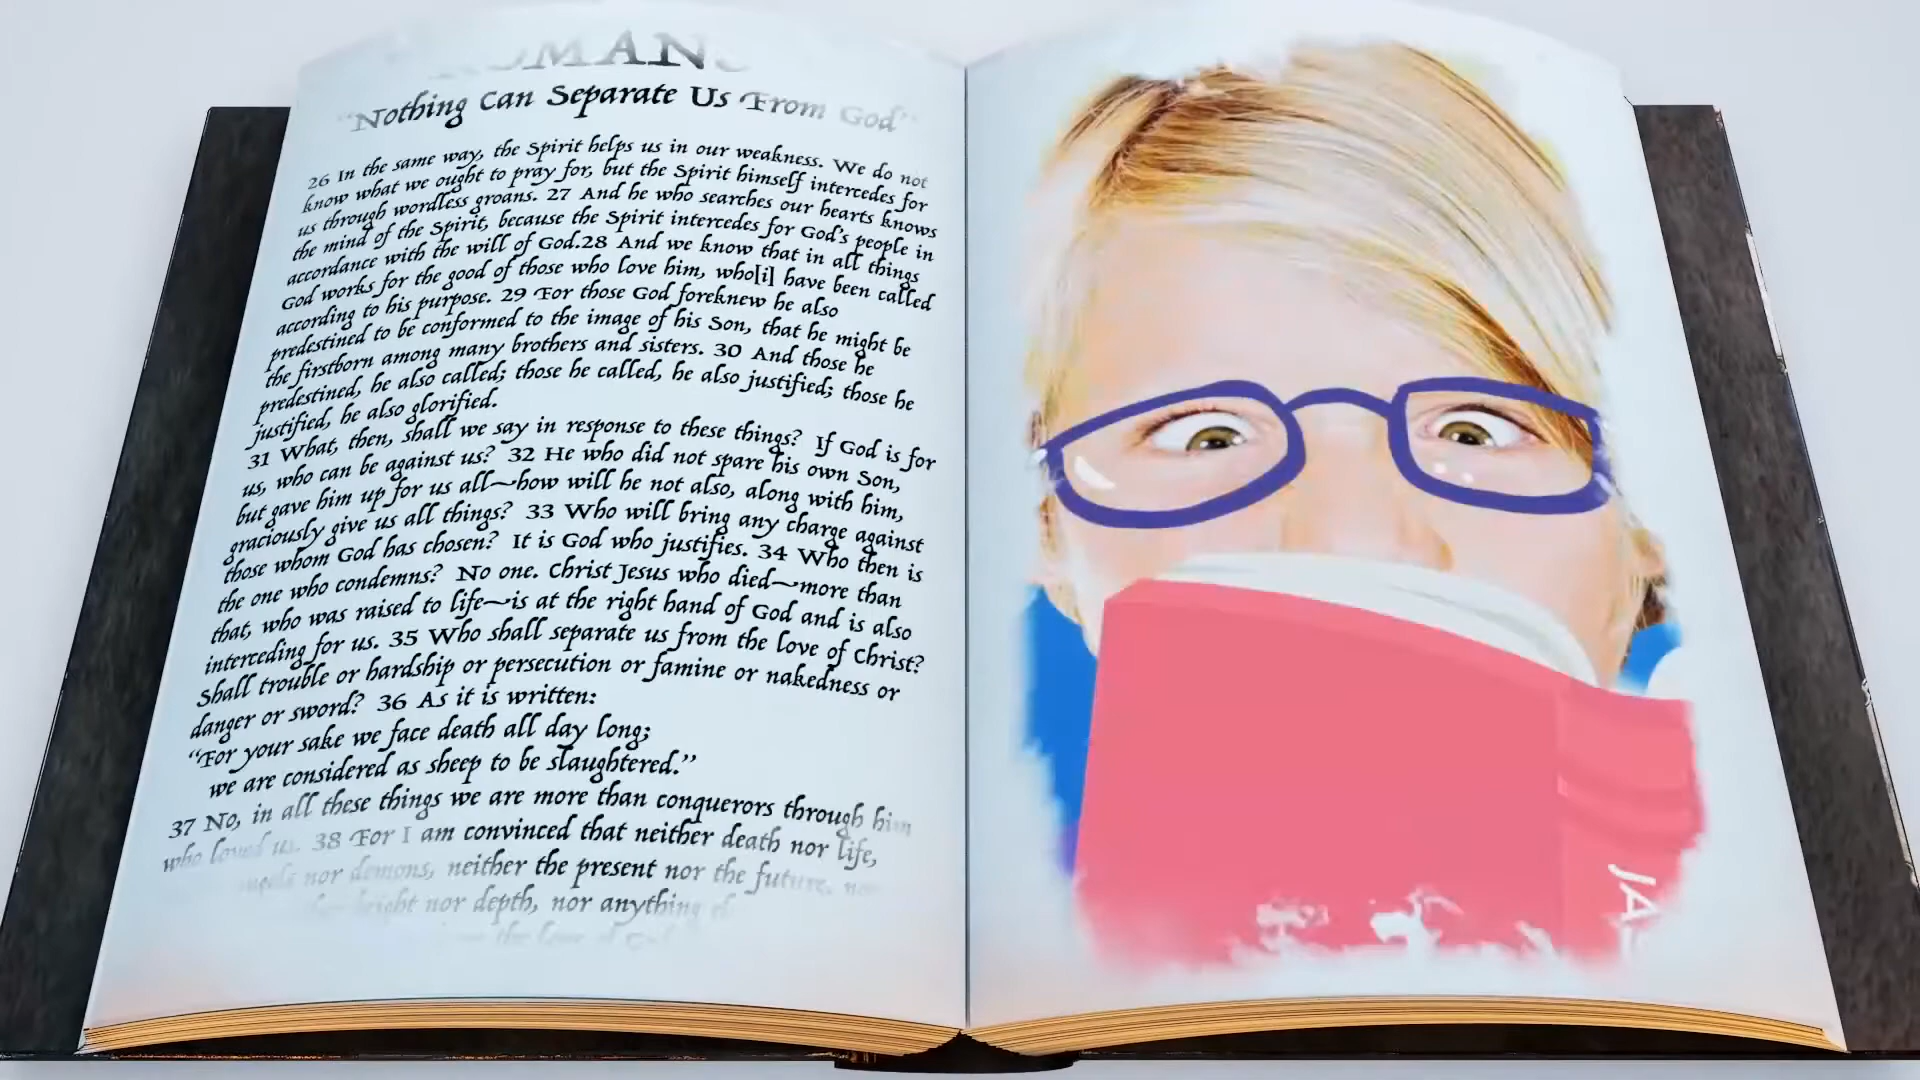 ROMANS
"Nothing Can Separate Us From God"
26 In the same way, the Spirit helps us in our weakness. We do not
know what we ought to pray for, but the Spirit himself intercedes for
us through wordless groans. 27 And he who searches our hearts knows
the mind of the Spirit, because the Spirit intercedes for God's people in
accordance with the will of God.28 And we know that in all things
God works for the good of those who love him, who[i] have been called
according to his purpose. 29 For those God foreknew he also
predestined to be conformed to the image of his Son, that he might be
the firstborn among many brothers and sisters. 30 And those he
predestined, he also called; those he called, he also justified; those he
justified, he also glorified.
31 What, then, shall we say in response to these things? If God is for
us, who can be against us? 32 He who did not spare his own Son,
but gave him up for us all—how will he not also, along with him,
graciously give us all things? 33 Who will bring any charge against
those whom God has chosen? It is God who justifies. 34 Who then is
the one who condemns? No one. Christ Jesus who died—more than
that, who was raised to life—is at the right hand of God and is also
interceding for us. 35 Who shall separate us from the love of Christ?
Shall trouble or hardship or persecution or famine or nakedness or
danger or sword? 36 As it is written:
"For your sake we face death all day long;
we are considered as sheep to be slaughtered."
37 No, in all these things we are more than conquerors through him
who loved us. 38 For I am convinced that neither death nor life,
angels nor demons, neither the present nor the future, nor
height nor depth, nor anything
the love of God